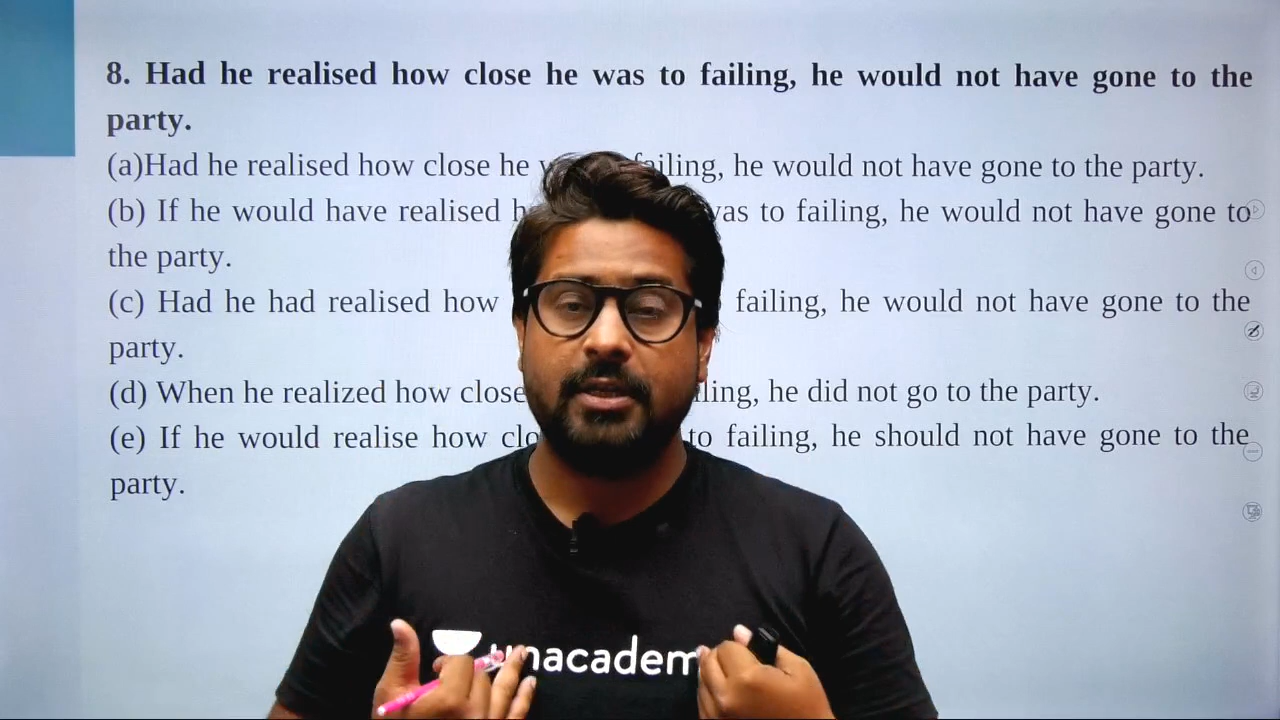 8. Had he realised how close he was to failing, he would not have gone to the
party.
(a)Had he realised how close he failing, he would not have gone to the party.
(b) If he would have realised to failing, he would not have gone to
the party.
(c) Had he had realised how failing, he would not have gone to the
party.
(d) When he realized how close he did not go to the party.
(e) If he would realise how to failing, he should not have gone to the
party.
unacadem